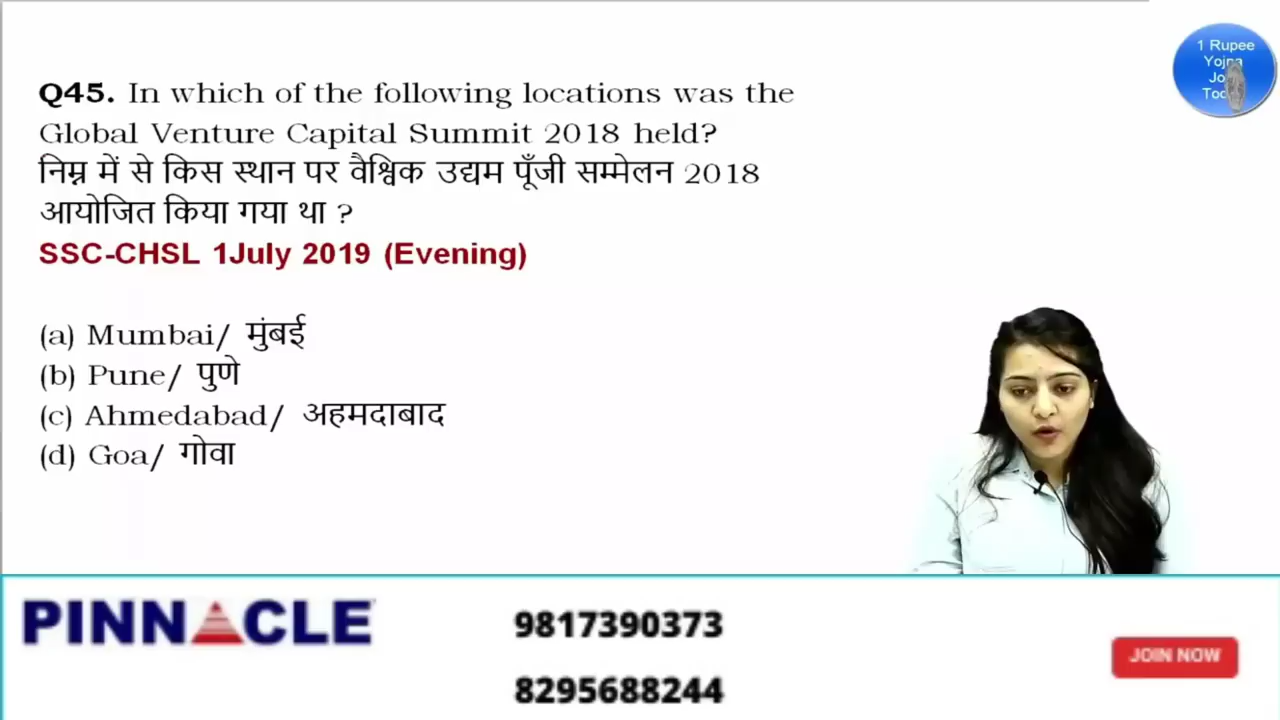 Q45. In which of the following locations was the
Global Venture Capital Summit 2018 held?
निम्न में से किस स्थान पर वैश्विक उद्यम पूँजी सम्मेलन 2018
आयोजित किया गया था ?
SSC-CHSL 1July 2019 (Evening)
(a) Mumbai/ मुंबई
(b) Pune/ पुणे
(c) Ahmedabad/ अहमदाबाद
(d) Goa/ गोवा
1 Rupee
PINNACLE
9817390373
8295688244
JOIN NOW